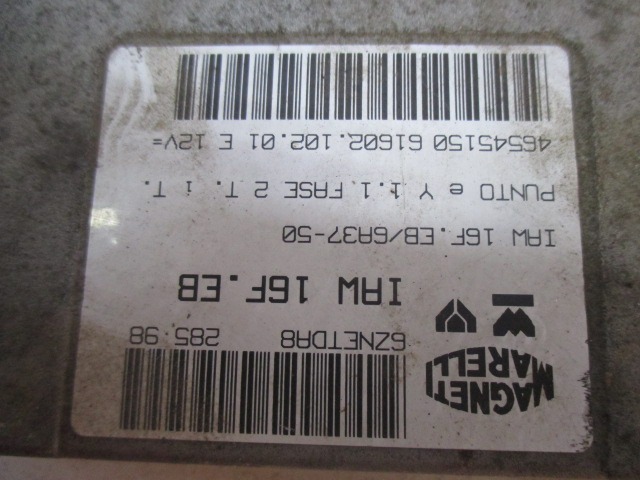 MAGNETI
MARELLI
6ZNETDA8 285.98
IAW 16F.EB
IAW 16F.EB/6A37-50
PUNTO e Y 1.1 FASE 2 T. i T.
46545150 61602.102.01 E 12V=